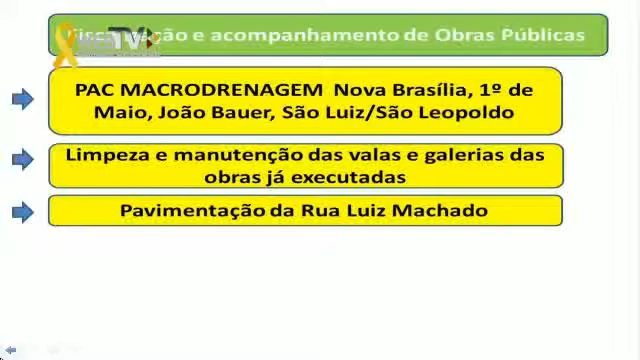 Fiscalização e acompanhamento de Obras Públicas
PAC MACRODRENAGEM Nova Brasília, 1º de
Maio, João Bauer, São Luiz/São Leopoldo
Limpeza e manutenção das valas e galerias das
obras já executadas
Pavimentação da Rua Luiz Machado